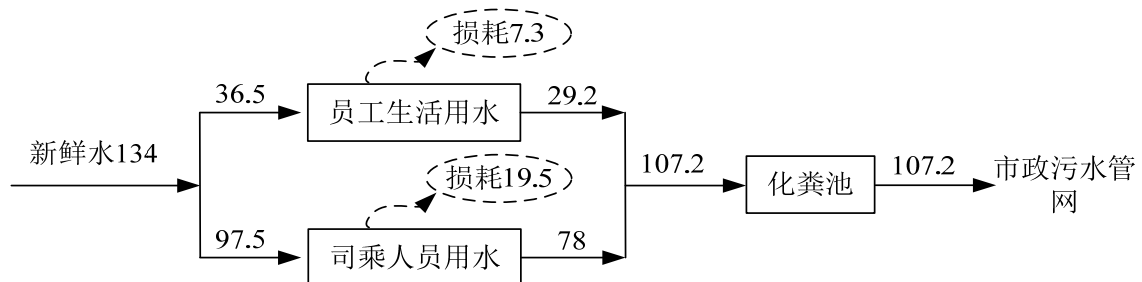 损耗7.3
36.5
员工生活用水
29.2
新鲜水134
损耗19.5
107.2
化粪池
107.2
市政污水管
网
97.5
司乘人员用水
78